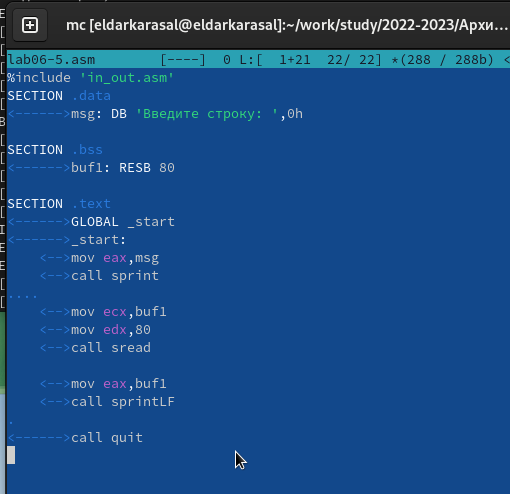 mc [eldarkarasal@eldarkarasal]:~/work/study/2022-2023/Архи...
lab06-5.asm [----] 0 L:[ 1+21 22/ 22] *(288 / 288b) <
%include 'in_out.asm'
SECTION .data
<------>msg: DB 'Введите строку: ',0h
SECTION .bss
<------>buf1: RESB 80
SECTION .text
<------>GLOBAL _start
<------>_start:
<-->mov eax,msg
<-->call sprint
....
<-->mov ecx,buf1
<-->mov edx,80
<-->call sread
<-->mov eax,buf1
<-->call sprintLF
.
<------>call quit